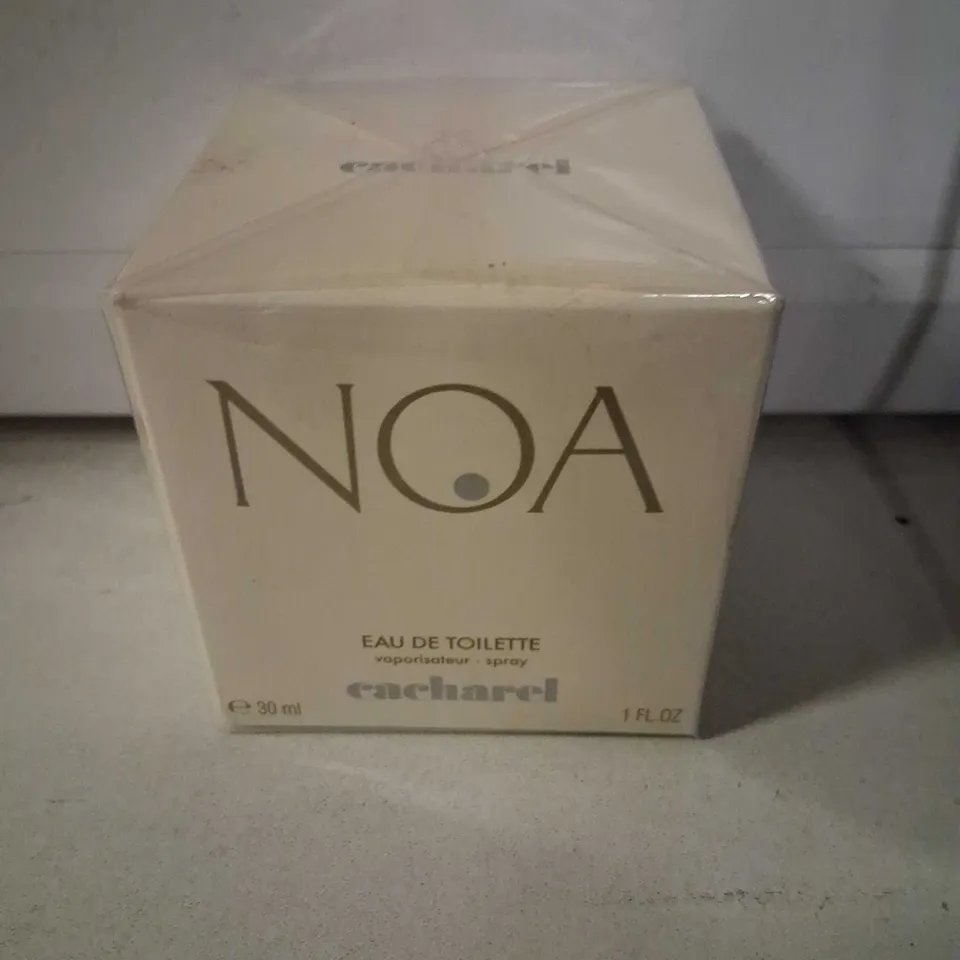 cacharel
NOA
EAU DE TOILETTE
vaporisateur · spray
cacharel
℮ 30 ml
1 FL.OZ